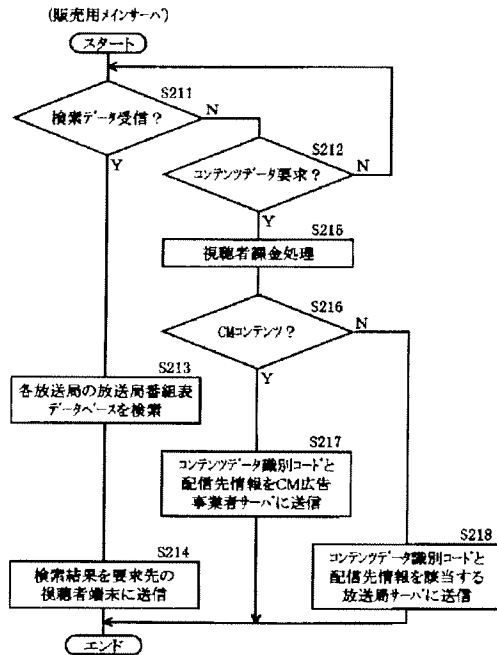 (販売用メインサーバ)
スタート
S211
検索データ受信？
N
Y
S212
コンテンツデータ要求？
N
Y
S215
視聴者課金処理
S216
CMコンテンツ？
N
Y
S213
各放送局の放送局番組表
データベースを検索
S217
コンテンツデータ識別コードと
配信先情報をCM広告
事業者サーバに送信
S214
検索結果を要求先の
視聴者端末に送信
S218
コンテンツデータ識別コードと
配信先情報を該当する
放送局サーバに送信
エンド